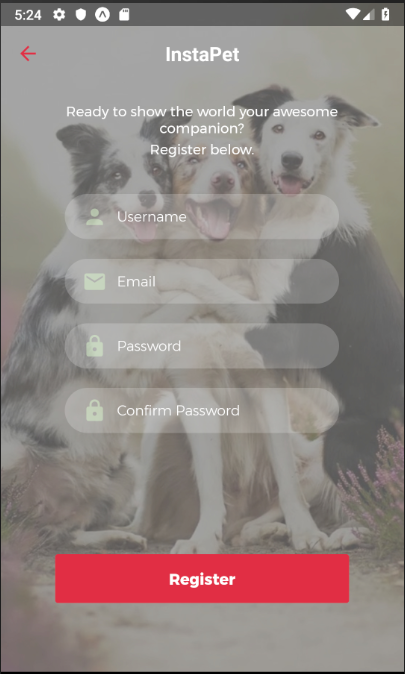 5:24
InstaPet
Ready to show the world your awesome
companion?
Register below.
Username
Email
Password
Confirm Password
Register